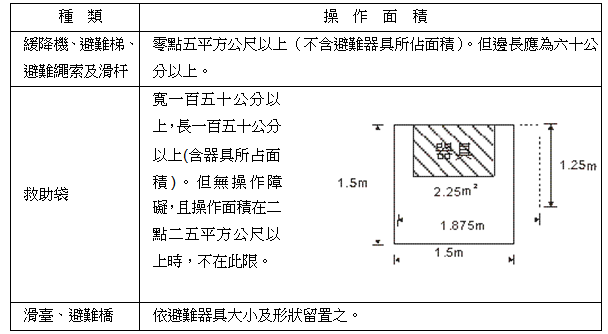 種 類
操 作 面 積
緩降機、避難梯、
避難繩索及滑杆
零點五平方公尺以上（不含避難器具所佔面積）。但邊長應為六十公
分以上。
救助袋
寬一百五十公分以
上，長一百五十公分
以上(含器具所占面
積)。但無操作障
礙，且操作面積在二
點二五平方公尺以
上時，不在此限。
器具
1.5m
2.25m²
1.25m
1.875m
1.5m
滑臺、避難橋
依避難器具大小及形狀留置之。